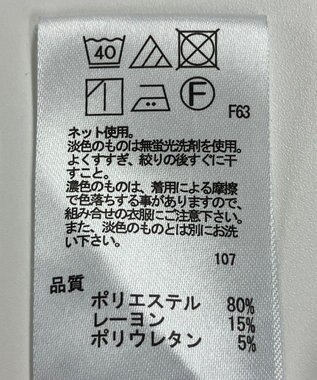 40
F
F63
ネット使用。
淡色のものは無蛍光洗剤を使用。
よくすすぎ、絞りの後すぐに干
すこと。
濃色のものは、着用による摩擦
で色落ちする事がありますので、
組み合せの衣服にご注意下さい。
また、淡色のものとは別にお洗
い下さい。
107
品質
ポリエステル 80%
レーヨン 15%
ポリウレタン 5%